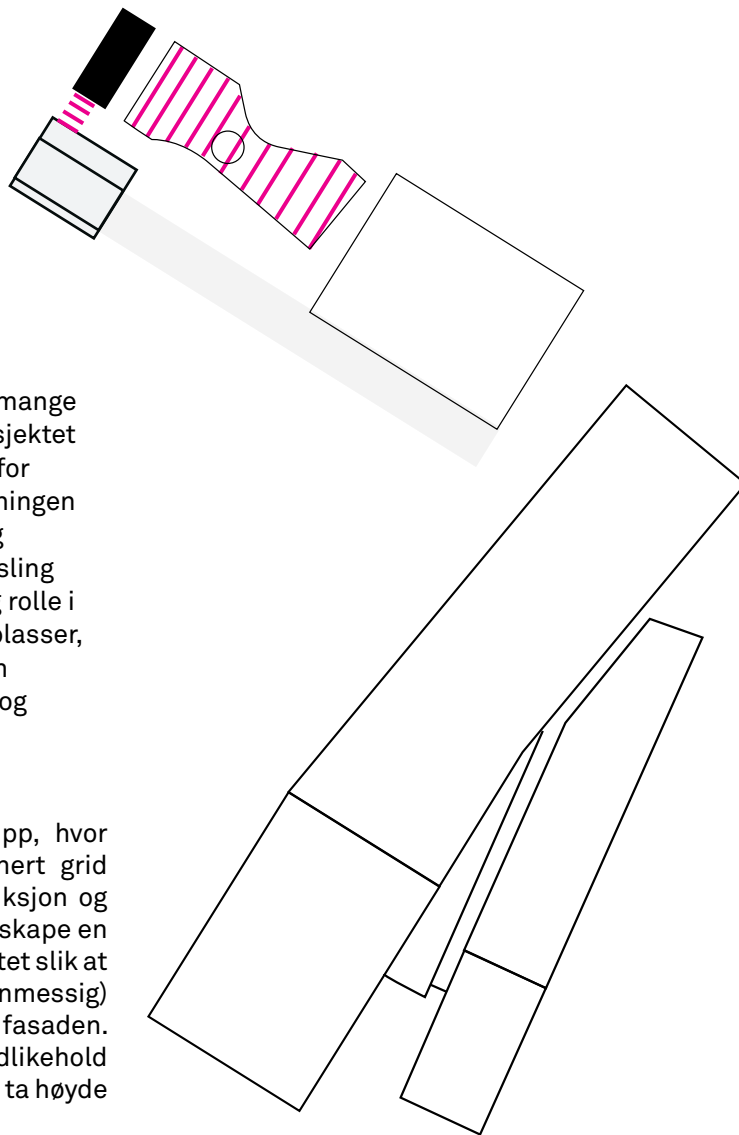 mange
sjektet
for
ningen
g
sling
g rolle i
plasser,
n
og
pp, hvor
nert grid
ksjon og
skape en
tet slik at
nmessig)
fasaden.
dlikehold
ta høyde